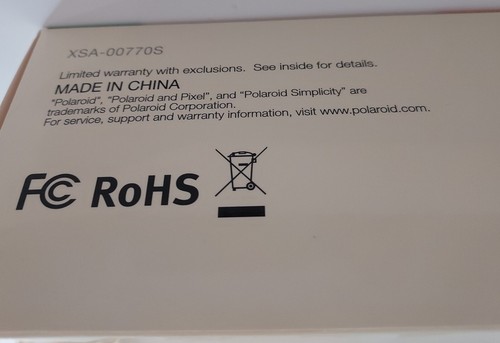 XSA-00770S
Limited warranty with exclusions. See inside for details.
MADE IN CHINA
"Polaroid", "Polaroid and Pixel", and "Polaroid Simplicity" are
trademarks of Polaroid Corporation.
For service, support and warranty information, visit www.polaroid.com.
FC RoHS